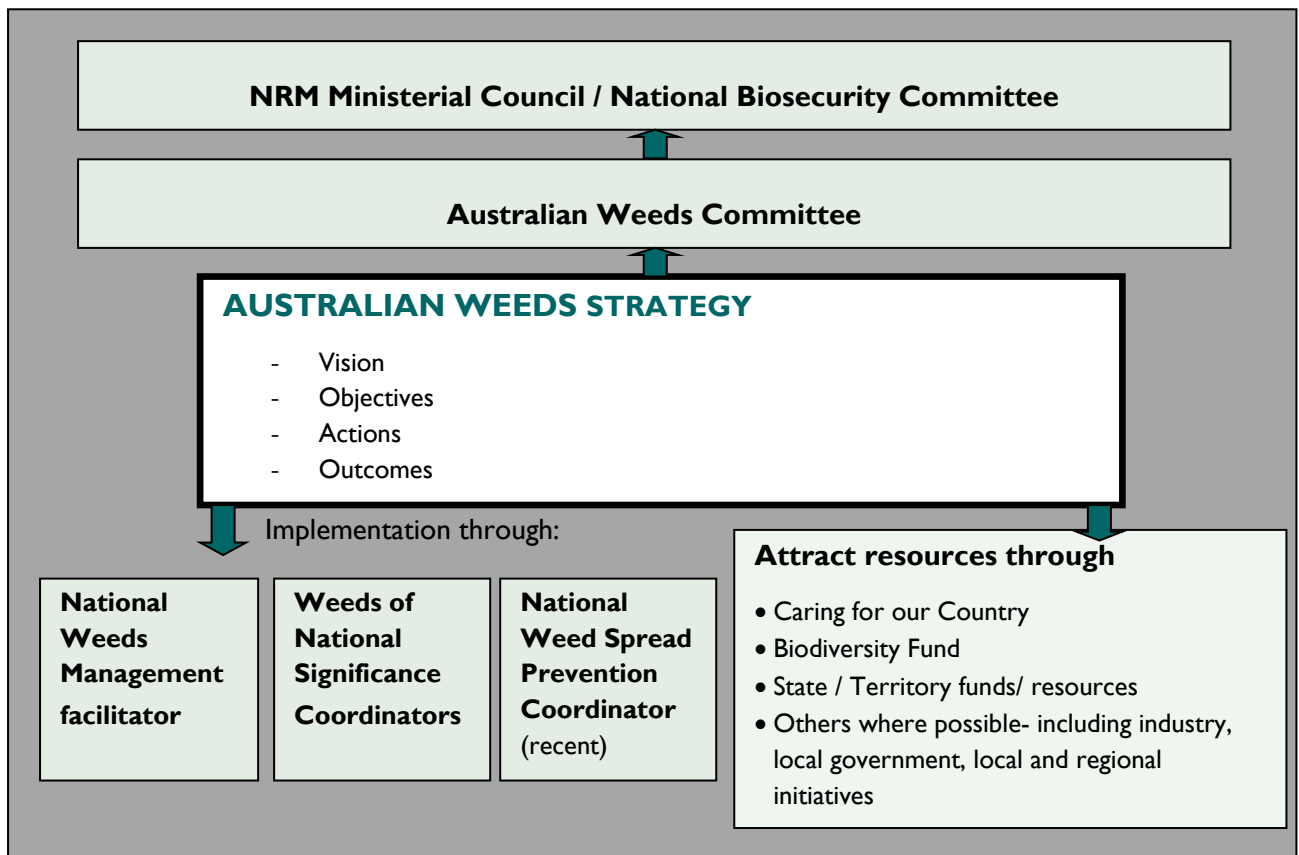 NRM Ministerial Council / National Biosecurity Committee
Australian Weeds Committee
AUSTRALIAN WEEDS STRATEGY
- Vision
- Objectives
- Actions
- Outcomes
Implementation through:
National
Weeds
Management
facilitator
Weeds of
National
Significance
Coordinators
National
Weed Spread
Prevention
Coordinator
(recent)
Attract resources through
• Caring for our Country
• Biodiversity Fund
• State / Territory funds/ resources
• Others where possible- including industry,
local government, local and regional
initiatives